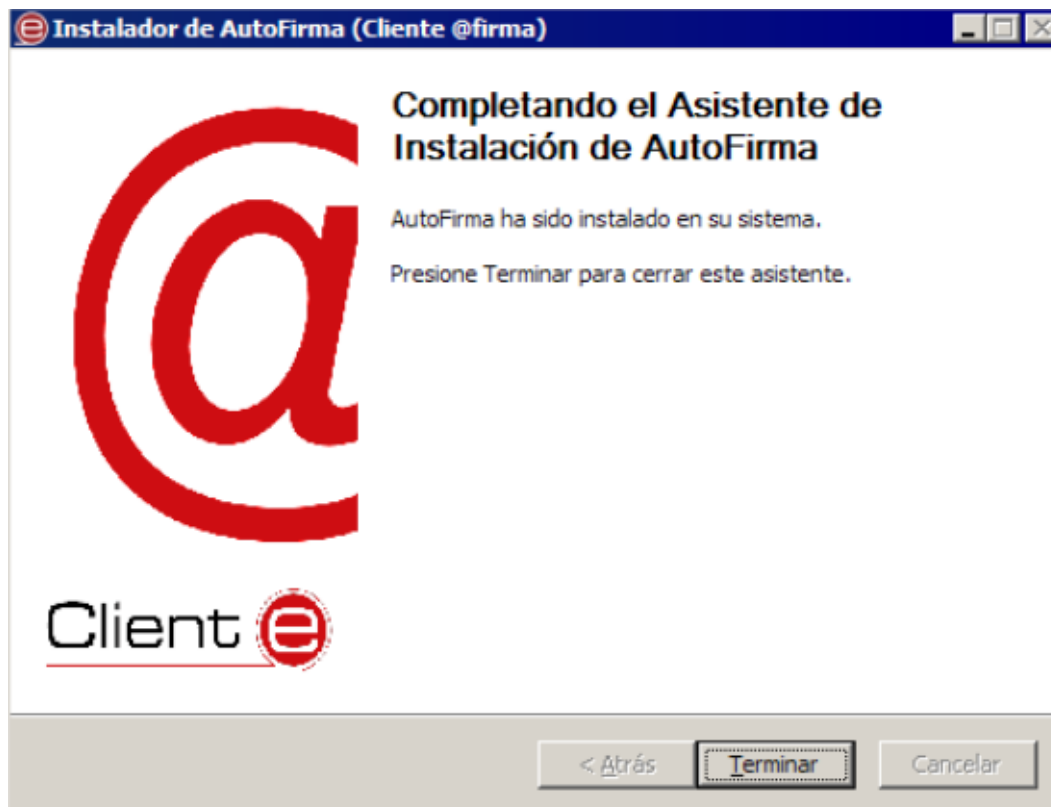 Instalador de AutoFirma (Cliente @firma)
Completando el Asistente de
Instalación de AutoFirma
AutoFirma ha sido instalado en su sistema.
Presione Terminar para cerrar este asistente.
@
Client e
< Atrás
Terminar
Cancelar